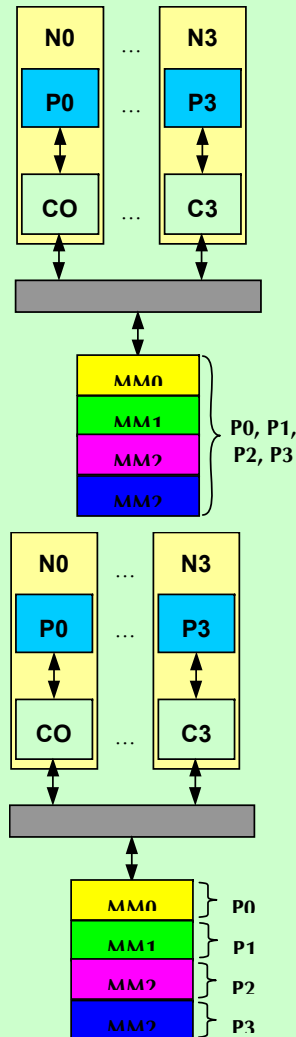 N0 ... N3
P0 ... P3
CO ... C3
MM0
MM1
MM2
MM2
P0, P1,
P2, P3
N0 ... N3
P0 ... P3
CO ... C3
MM0 P0
MM1 P1
MM2 P2
MM2 P3